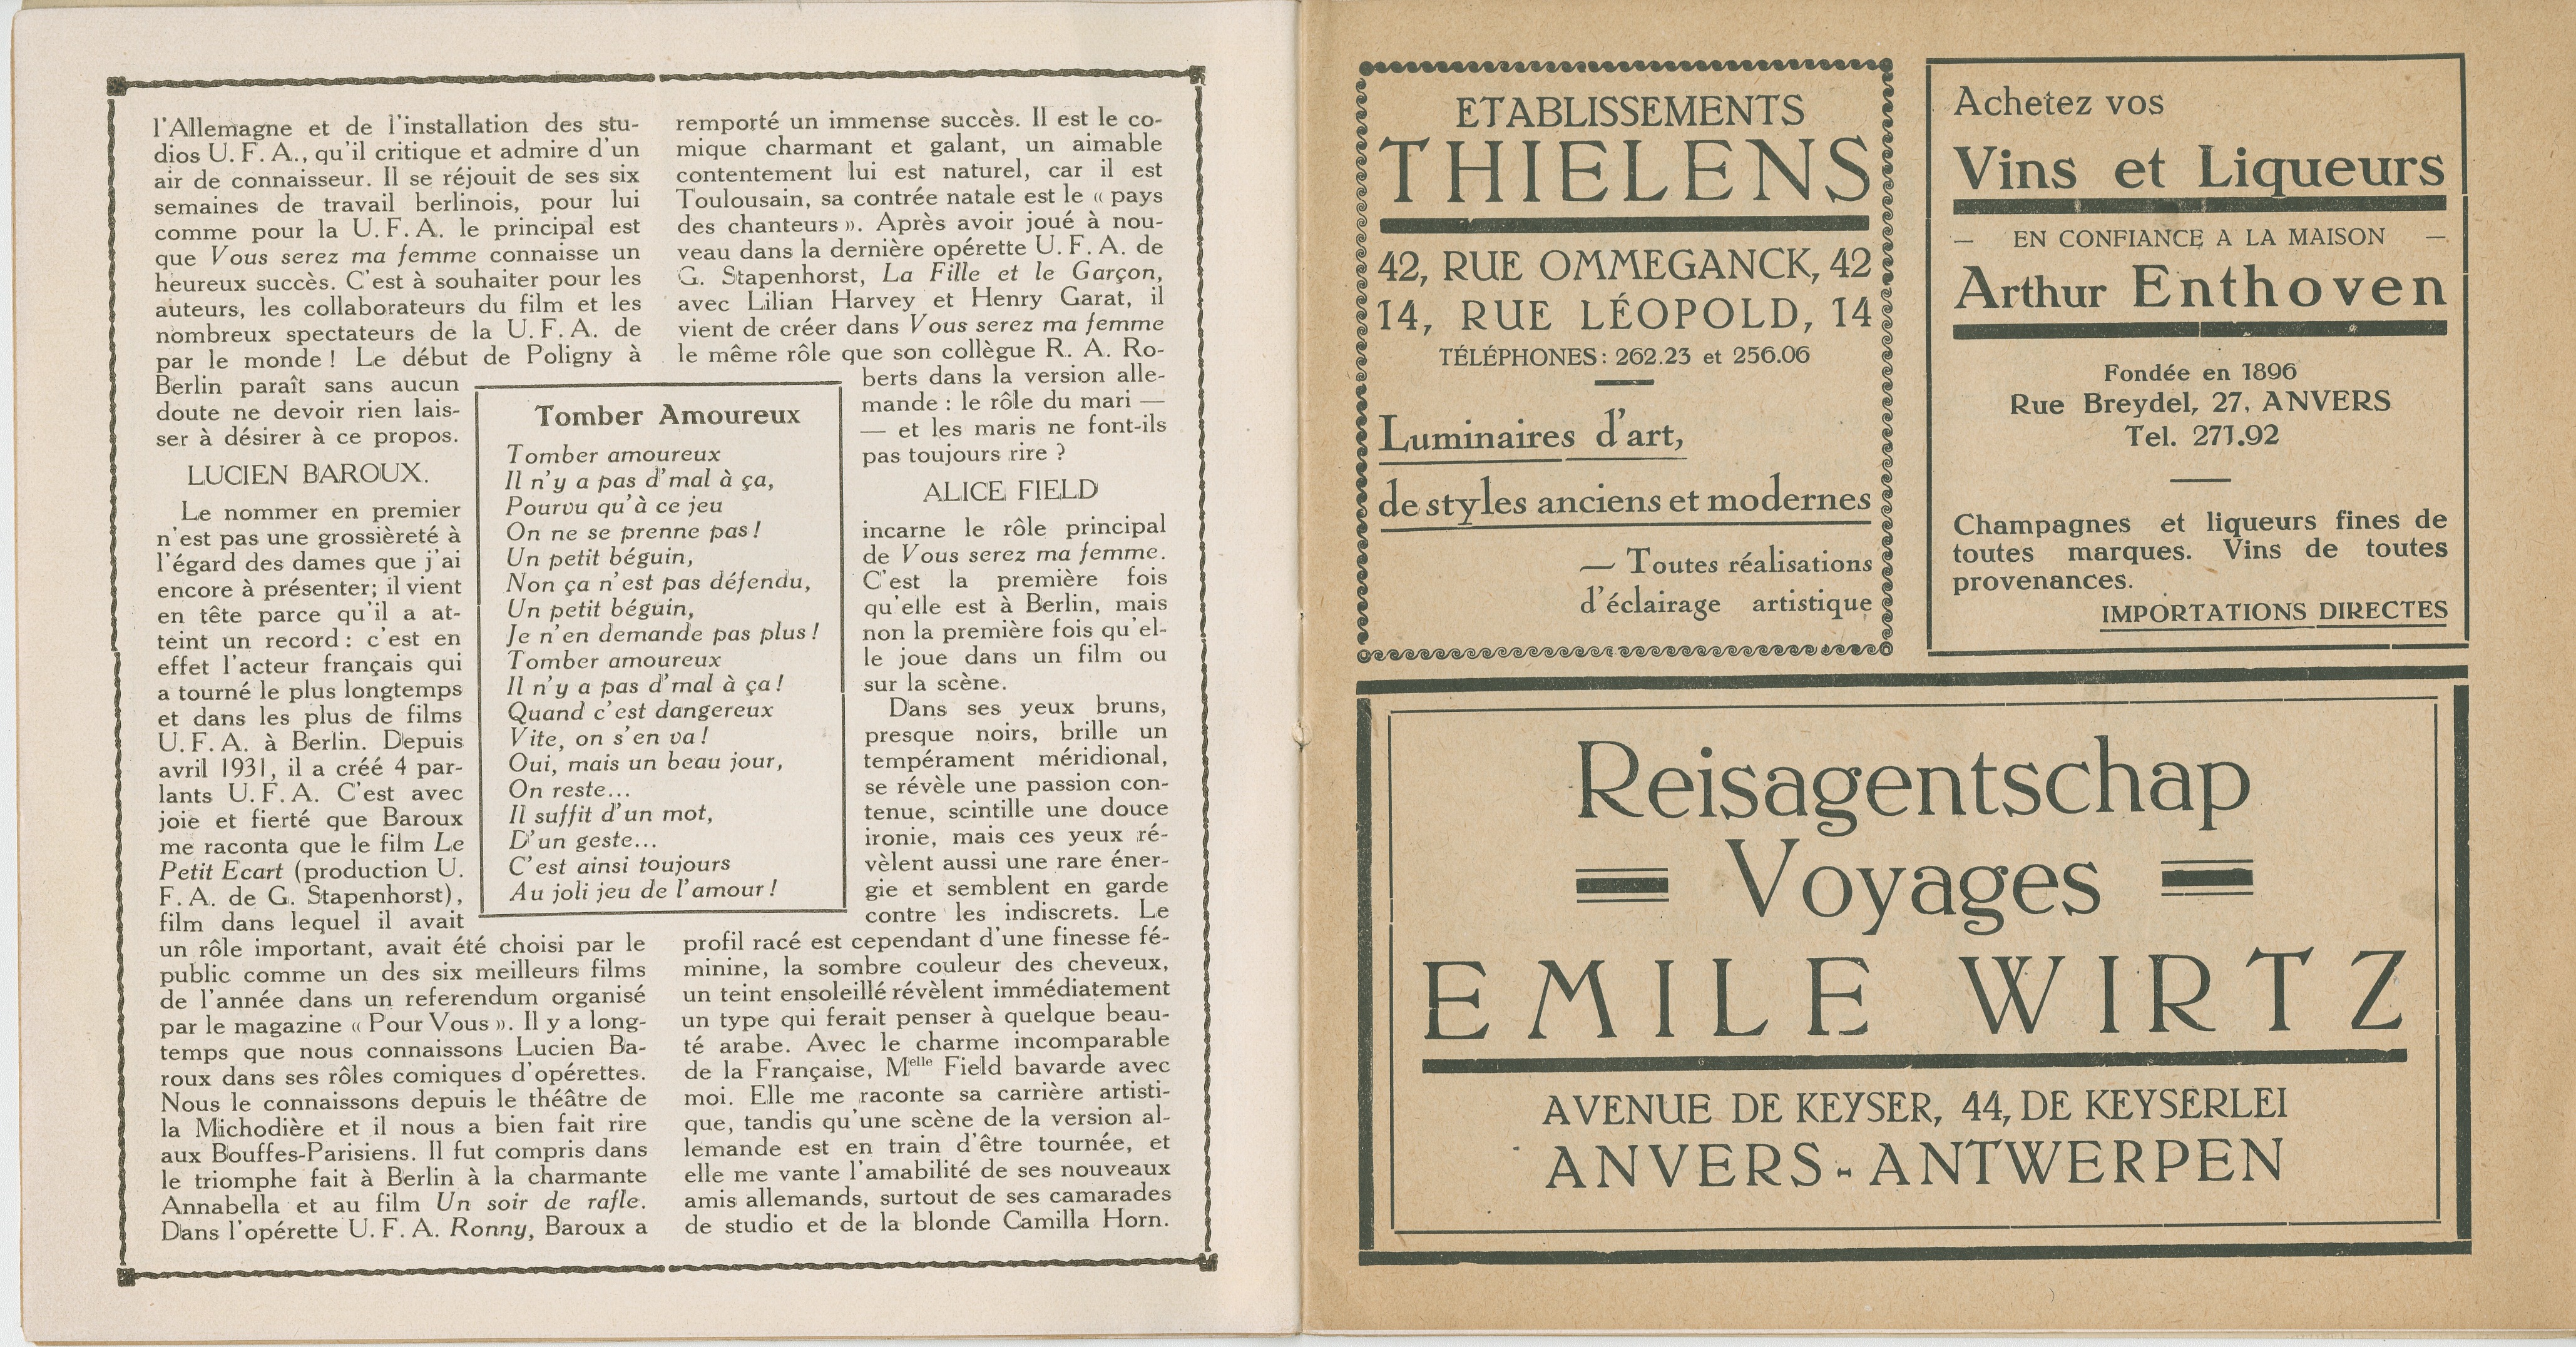 l'Allemagne et de l'installation des stu-
dios U. F. A., qu'il critique et admire d'un
air de connaisseur. Il se réjouit de ses six
semaines de travail berlinois, pour lui
comme pour la U. F. A. le principal est
que Vous serez ma femme connaisse un
heureux succès. C'est à souhaiter pour les
auteurs, les collaborateurs du film et les
nombreux spectateurs de la U. F. A. de
par le monde ! Le début de Poligny à
Berlin paraît sans aucun
doute ne devoir rien lais-
ser à désirer à ce propos.
LUCIEN BAROUX.
Le nommer en premier
n'est pas une grossièreté à
l'égard des dames que j'ai
encore à présenter; il vient
en tête parce qu'il a at-
teint un record : c'est en
effet l'acteur français qui
a tourné le plus longtemps
et dans les plus de films
U. F. A. à Berlin. Depuis
avril 1931, il a créé 4 par-
lants U. F. A. C'est avec
joie et fierté que Baroux
me raconta que le film Le
Petit Ecart (production U.
F. A. de G. Stapenhorst),
film dans lequel il avait
un rôle important, avait été choisi par le
public comme un des six meilleurs films
de l'année dans un referendum organisé
par le magazine « Pour Vous ». Il y a long-
temps que nous connaissons Lucien Ba-
roux dans ses rôles comiques d'opérettes.
Nous le connaissons depuis le théâtre de
la Michodière et il nous a bien fait rire
aux Bouffes-Parisiens. Il fut compris dans
le triomphe fait à Berlin à la charmante
Annabella et au film Un soir de rafle.
Dans l'opérette U. F. A. Ronny, Baroux a
remporté un immense succès. Il est le co-
mique charmant et galant, un aimable
contentement lui est naturel, car il est
Toulousain, sa contrée natale est le « pays
des chanteurs ». Après avoir joué à nou-
veau dans la dernière opérette U. F. A. de
G. Stapenhorst, La Fille et le Garçon,
avec Lilian Harvey et Henry Garat, il
vient de créer dans Vous serez ma femme
le même rôle que son collègue R. A. Ro-
berts dans la version alle-
mande : le rôle du mari —
— et les maris ne font-ils
pas toujours rire ?
ALICE FIELD
incarne le rôle principal
de Vous serez ma femme.
C'est la première fois
qu'elle est à Berlin, mais
non la première fois qu'el-
le joue dans un film ou
sur la scène.
Dans ses yeux bruns,
presque noirs, brille un
tempérament méridional,
se révèle une passion con-
tenue, scintille une douce
ironie, mais ces yeux ré-
vèlent aussi une rare éner-
gie et semblent en garde
contre les indiscrets. Le
profil racé est cependant d'une finesse fé-
minine, la sombre couleur des cheveux,
un teint ensoleillé révèlent immédiatement
un type qui ferait penser à quelque beau-
té arabe. Avec le charme incomparable
de la Française, Melle Field bavarde avec
moi. Elle me raconte sa carrière artisti-
que, tandis qu'une scène de la version al-
lemande est en train d'être tournée, et
elle me vante l'amabilité de ses nouveaux
amis allemands, surtout de ses camarades
de studio et de la blonde Camilla Horn.
Tomber Amoureux
Tomber amoureux
Il n'y a pas d'mal à ça,
Pourvu qu'à ce jeu
On ne se prenne pas !
Un petit béguin,
Non ça n'est pas défendu,
Un petit béguin,
Je n'en demande pas plus !
Tomber amoureux
Il n'y a pas d'mal à ça !
Quand c'est dangereux
Vite, on s'en va !
Oui, mais un beau jour,
On reste...
Il suffit d'un mot,
D'un geste...
C'est ainsi toujours
Au joli jeu de l'amour !
ETABLISSEMENTS
THIELENS
42, RUE OMMEGANCK, 42
14, RUE LÉOPOLD, 14
TÉLÉPHONES : 262.23 et 256.06
Luminaires d'art,
de styles anciens et modernes
— Toutes réalisations
d'éclairage artistique
Achetez vos
Vins et Liqueurs
— EN CONFIANCE A LA MAISON —
Arthur Enthoven
Fondée en 1896
Rue Breydel, 27, ANVERS
Tel. 271.92
Champagnes et liqueurs fines de
toutes marques. Vins de toutes
provenances.
IMPORTATIONS DIRECTES
Reisagentschap
Voyages
EMILE WIRTZ
AVENUE DE KEYSER, 44, DE KEYSERLEI
ANVERS - ANTWERPEN